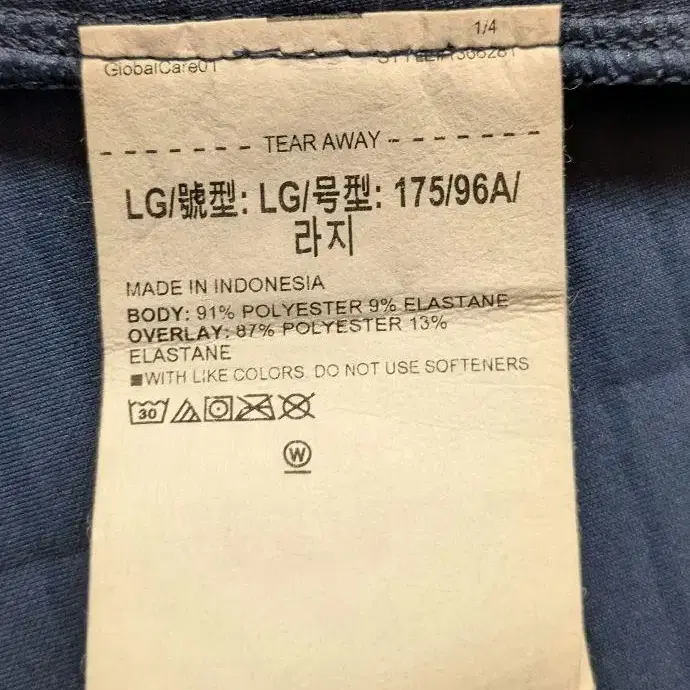 1/4
GlobalCare01
TEAR AWAY
LG/號型: LG/号型: 175/96A/
라지
MADE IN INDONESIA
BODY: 91% POLYESTER 9% ELASTANE
OVERLAY: 87% POLYESTER 13%
ELASTANE
■WITH LIKE COLORS. DO NOT USE SOFTENERS
30
W